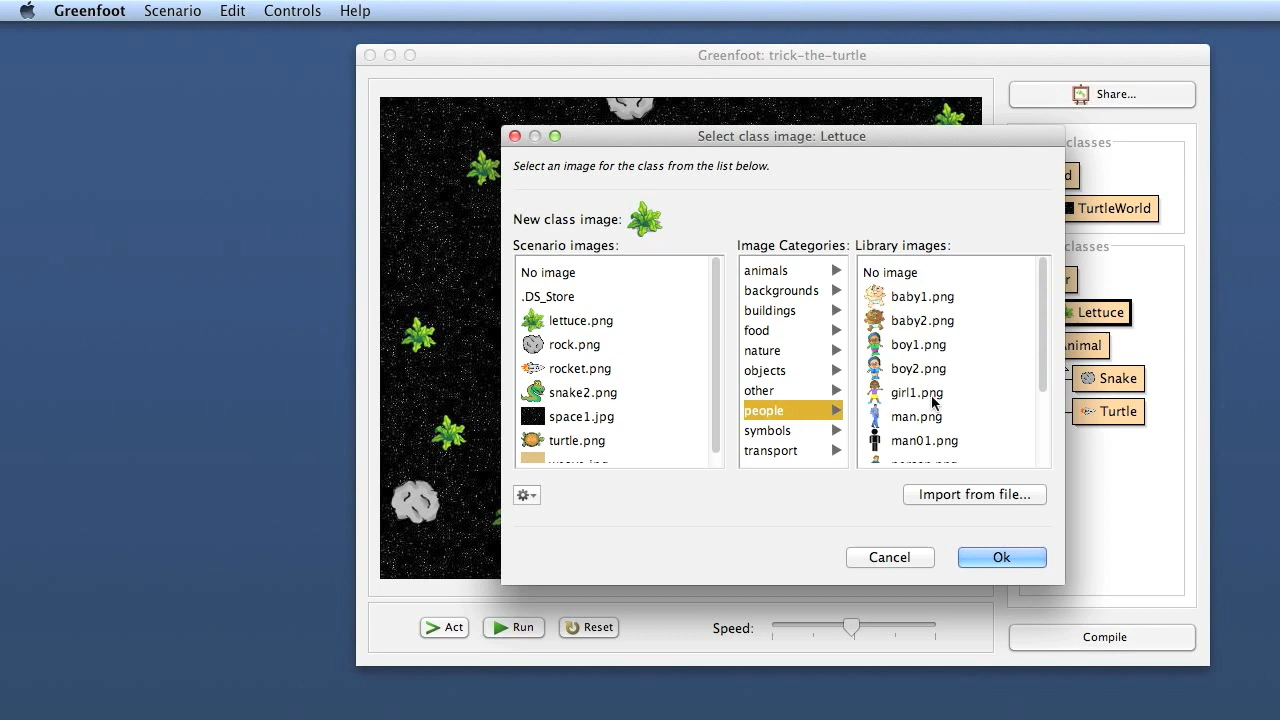 Greenfoot Scenario Edit Controls Help
Greenfoot: trick-the-turtle
Share...
classes
d
TurtleWorld
classes
r
Lettuce
nimal
Snake
Turtle
Select class image: Lettuce
Select an image for the class from the list below.
New class image:
Scenario images:
No image
.DS_Store
lettuce.png
rock.png
rocket.png
snake2.png
space1.jpg
turtle.png
Image Categories:
animals
backgrounds
buildings
food
nature
objects
other
people
symbols
transport
Library images:
No image
baby1.png
baby2.png
boy1.png
boy2.png
girl1.png
man.png
man01.png
Import from file...
Cancel
Ok
Act
Run
Reset
Speed:
Compile